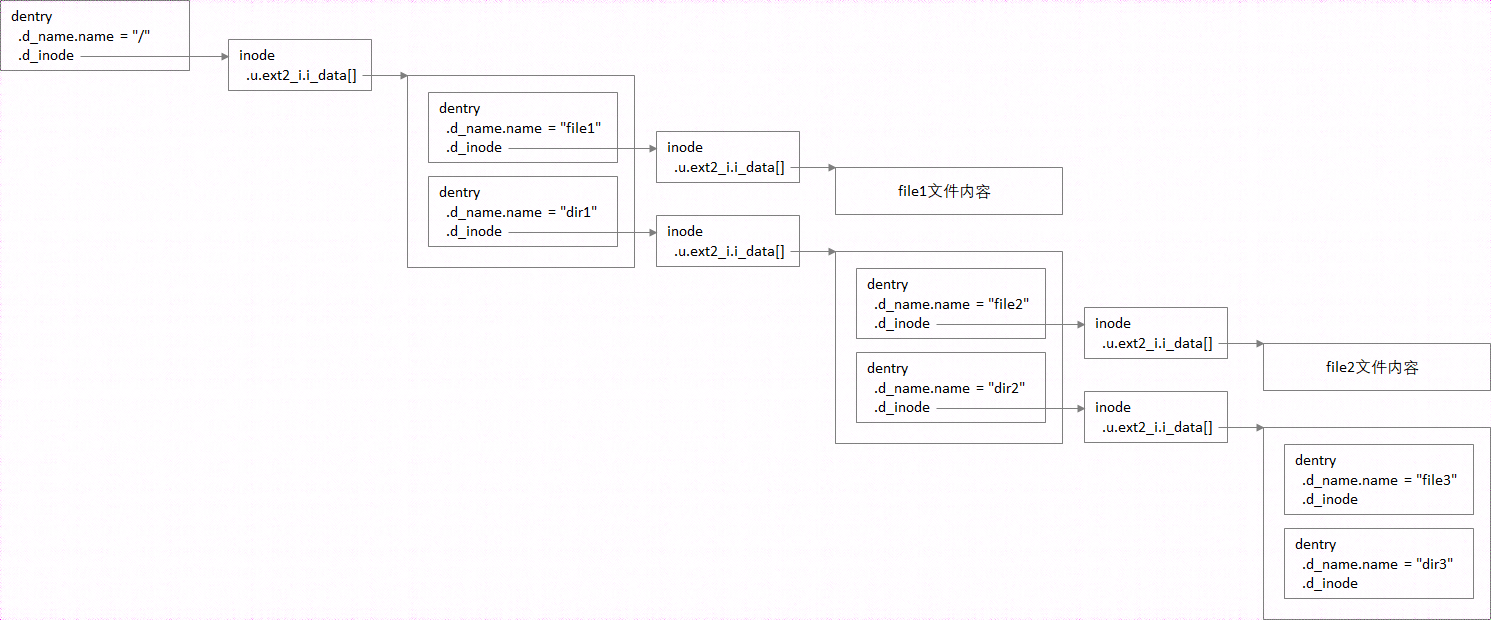 dentry
.d_name.name = "/"
.d_inode
inode
.u.ext2_i.i_data[]
dentry
.d_name.name = "file1"
.d_inode
inode
.u.ext2_i.i_data[]
file1文件内容
dentry
.d_name.name = "dir1"
.d_inode
inode
.u.ext2_i.i_data[]
dentry
.d_name.name = "file2"
.d_inode
inode
.u.ext2_i.i_data[]
file2文件内容
dentry
.d_name.name = "dir2"
.d_inode
inode
.u.ext2_i.i_data[]
dentry
.d_name.name = "file3"
.d_inode
dentry
.d_name.name = "dir3"
.d_inode